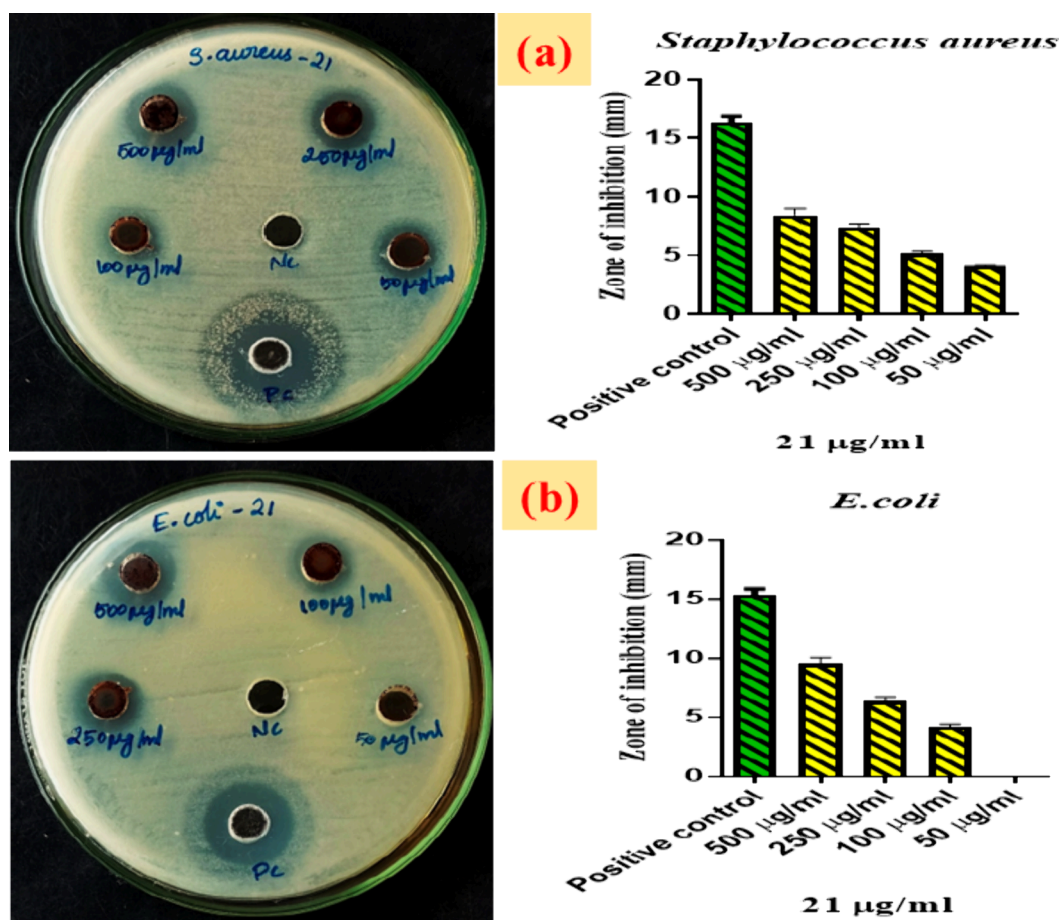 S.aureus-21
500µg/ml
250µg/ml
100µg/ml
NC
50µg/ml
PC
(a)
Staphylococcus aureus
Zone of inhibition (mm)
20
15
10
5
0
Positive control
500 µg/ml
250 µg/ml
100 µg/ml
50 µg/ml
21 µg/ml
E.coli-21
500µg/ml
100µg/ml
250µg/ml
NC
50µg/ml
PC
(b)
E.coli
Zone of inhibition (mm)
20
15
10
5
0
Positive control
500 µg/ml
250 µg/ml
100 µg/ml
50 µg/ml
21 µg/ml